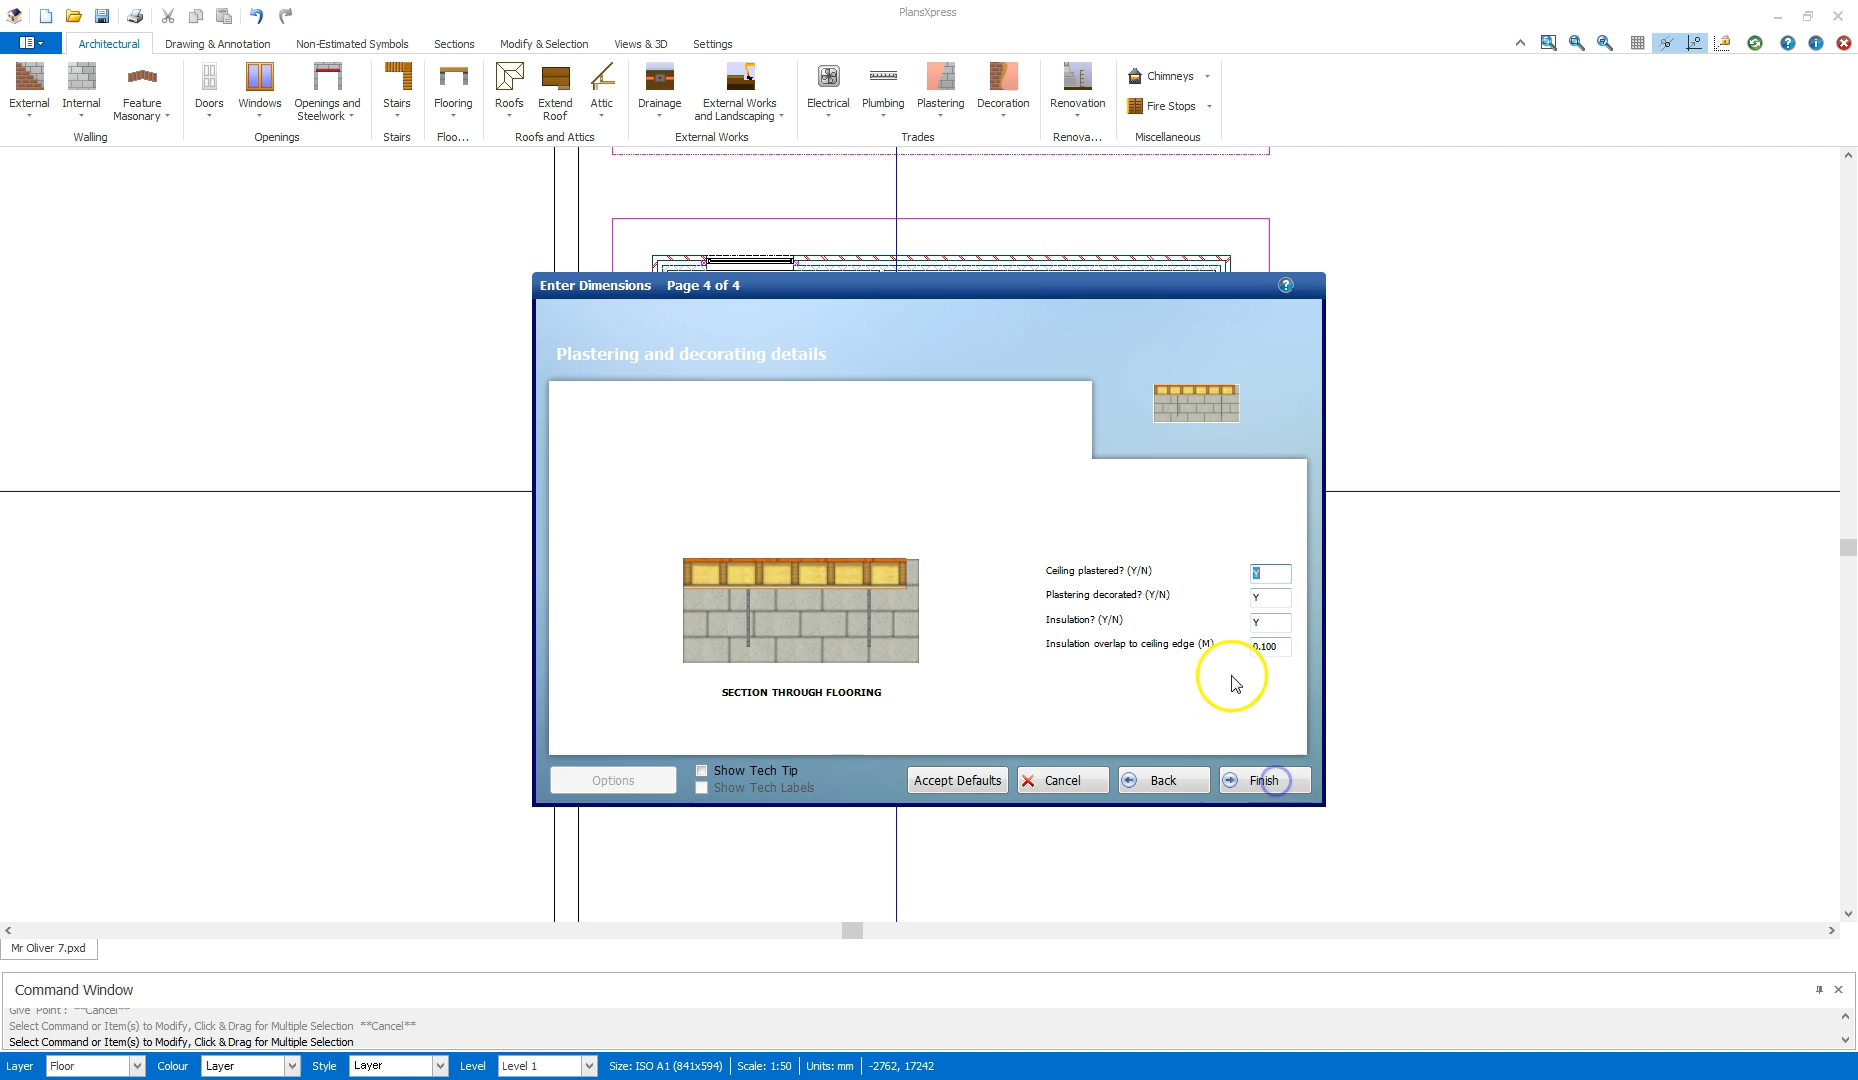 PlansXpress
Architectural
Drawing & Annotation
Non-Estimated Symbols
Sections
Modify & Selection
Views & 3D
Settings
External
Internal
Feature
Masonary
Doors
Windows
Openings and
Steelwork
Stairs
Flooring
Roofs
Extend
Roof
Attic
Drainage
External Works
and Landscaping
Electrical
Plumbing
Plastering
Decoration
Renovation
Chimneys
Fire Stops
Walling
Openings
Stairs
Floo...
Roofs and Attics
External Works
Trades
Renova...
Miscellaneous
Enter Dimensions Page 4 of 4
Plastering and decorating details
Ceiling plastered? (Y/N) Y
Plastering decorated? (Y/N) Y
Insulation? (Y/N) Y
Insulation overlap to ceiling edge (M) 0.100
SECTION THROUGH FLOORING
Options
Show Tech Tip
Show Tech Labels
Accept Defaults
Cancel
Back
Finish
Mr Oliver 7.pxd
Command Window
Give Point : **Cancel**
Select Command or Item(s) to Modify, Click & Drag for Multiple Selection **Cancel**
Select Command or Item(s) to Modify, Click & Drag for Multiple Selection
Layer Floor Colour Layer Style Layer Level Level 1 Size: ISO A1 (841x594) Scale: 1:50 Units: mm -2762, 17242